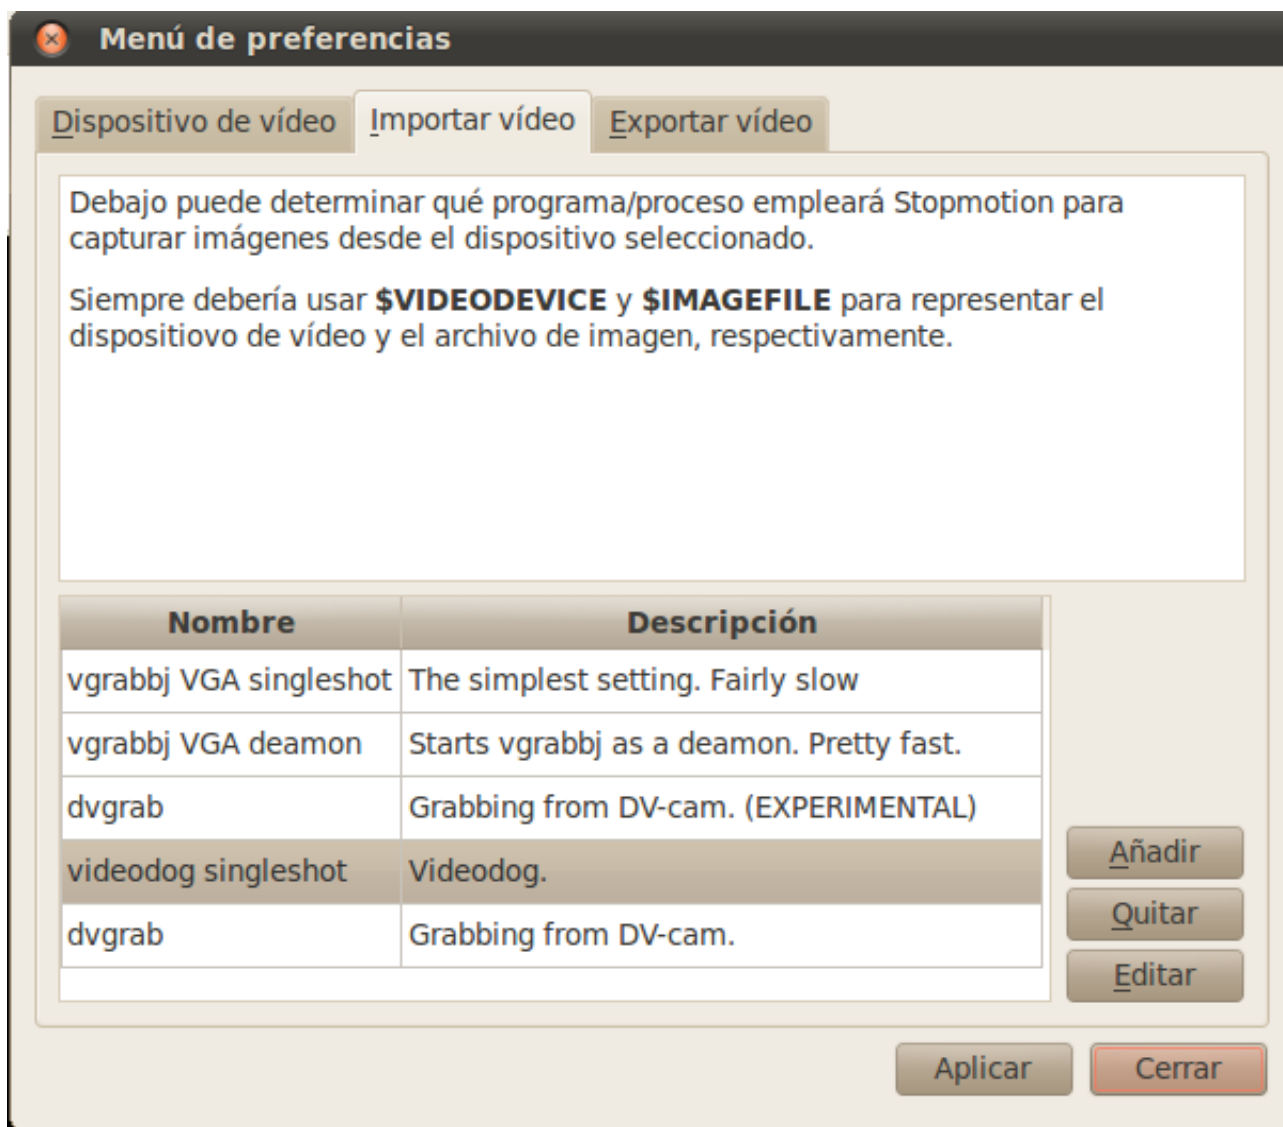 Menú de preferencias
Dispositivo de vídeo Importar vídeo Exportar vídeo
Debajo puede determinar qué programa/proceso empleará Stopmotion para
capturar imágenes desde el dispositivo seleccionado.
Siempre debería usar $VIDEODEVICE y $IMAGEFILE para representar el
dispositiovo de vídeo y el archivo de imagen, respectivamente.
Nombre Descripción
vgrabbj VGA singleshot The simplest setting. Fairly slow
vgrabbj VGA deamon Starts vgrabbj as a deamon. Pretty fast.
dvgrab Grabbing from DV-cam. (EXPERIMENTAL)
videodog singleshot Videodog.
dvgrab Grabbing from DV-cam.
Añadir
Quitar
Editar
Aplicar Cerrar